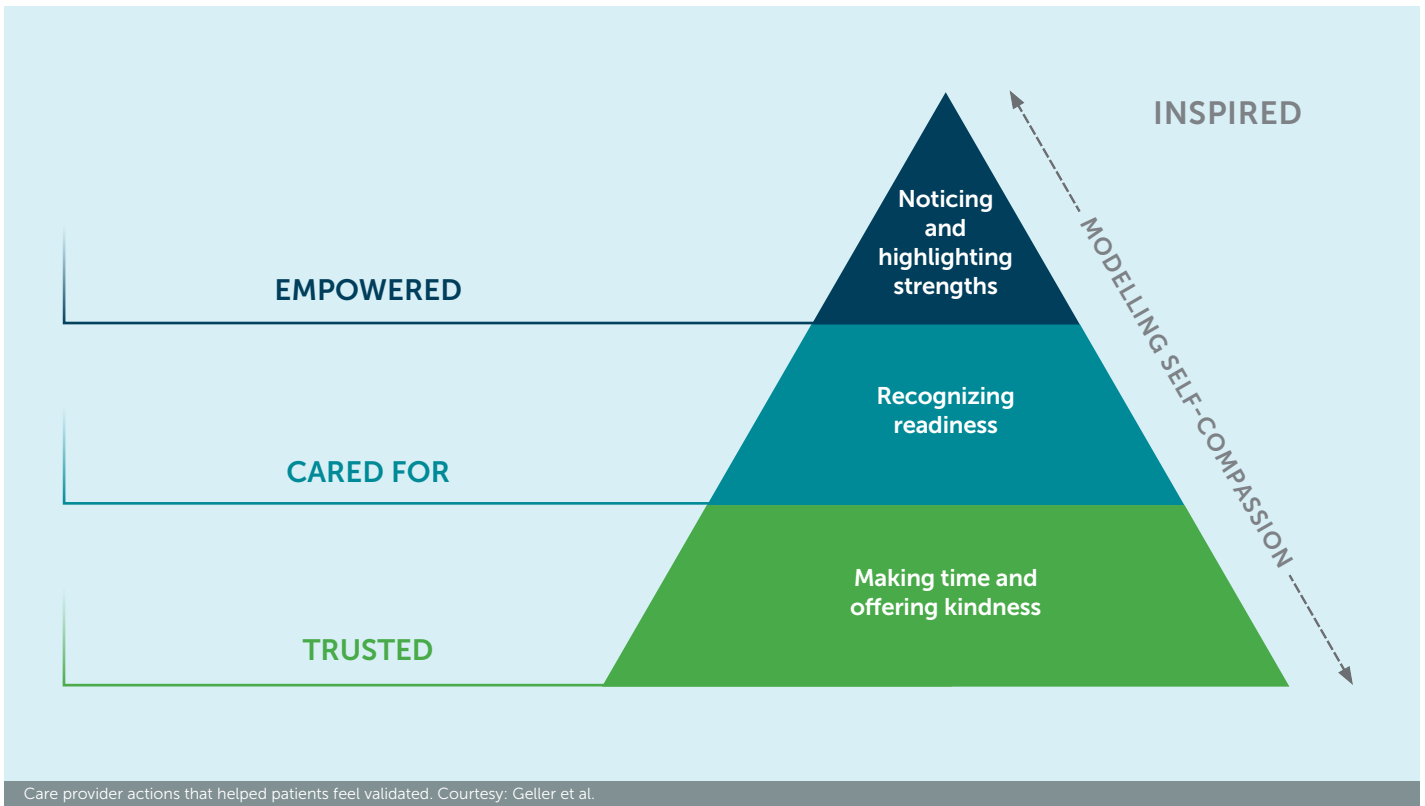 INSPIRED
Noticing
and
highlighting
strengths
EMPOWERED
MODELLING SELF-COMPASSION
Recognizing
readiness
CARED FOR
Making time and
offering kindness
TRUSTED
Care provider actions that helped patients feel validated. Courtesy: Geller et al.